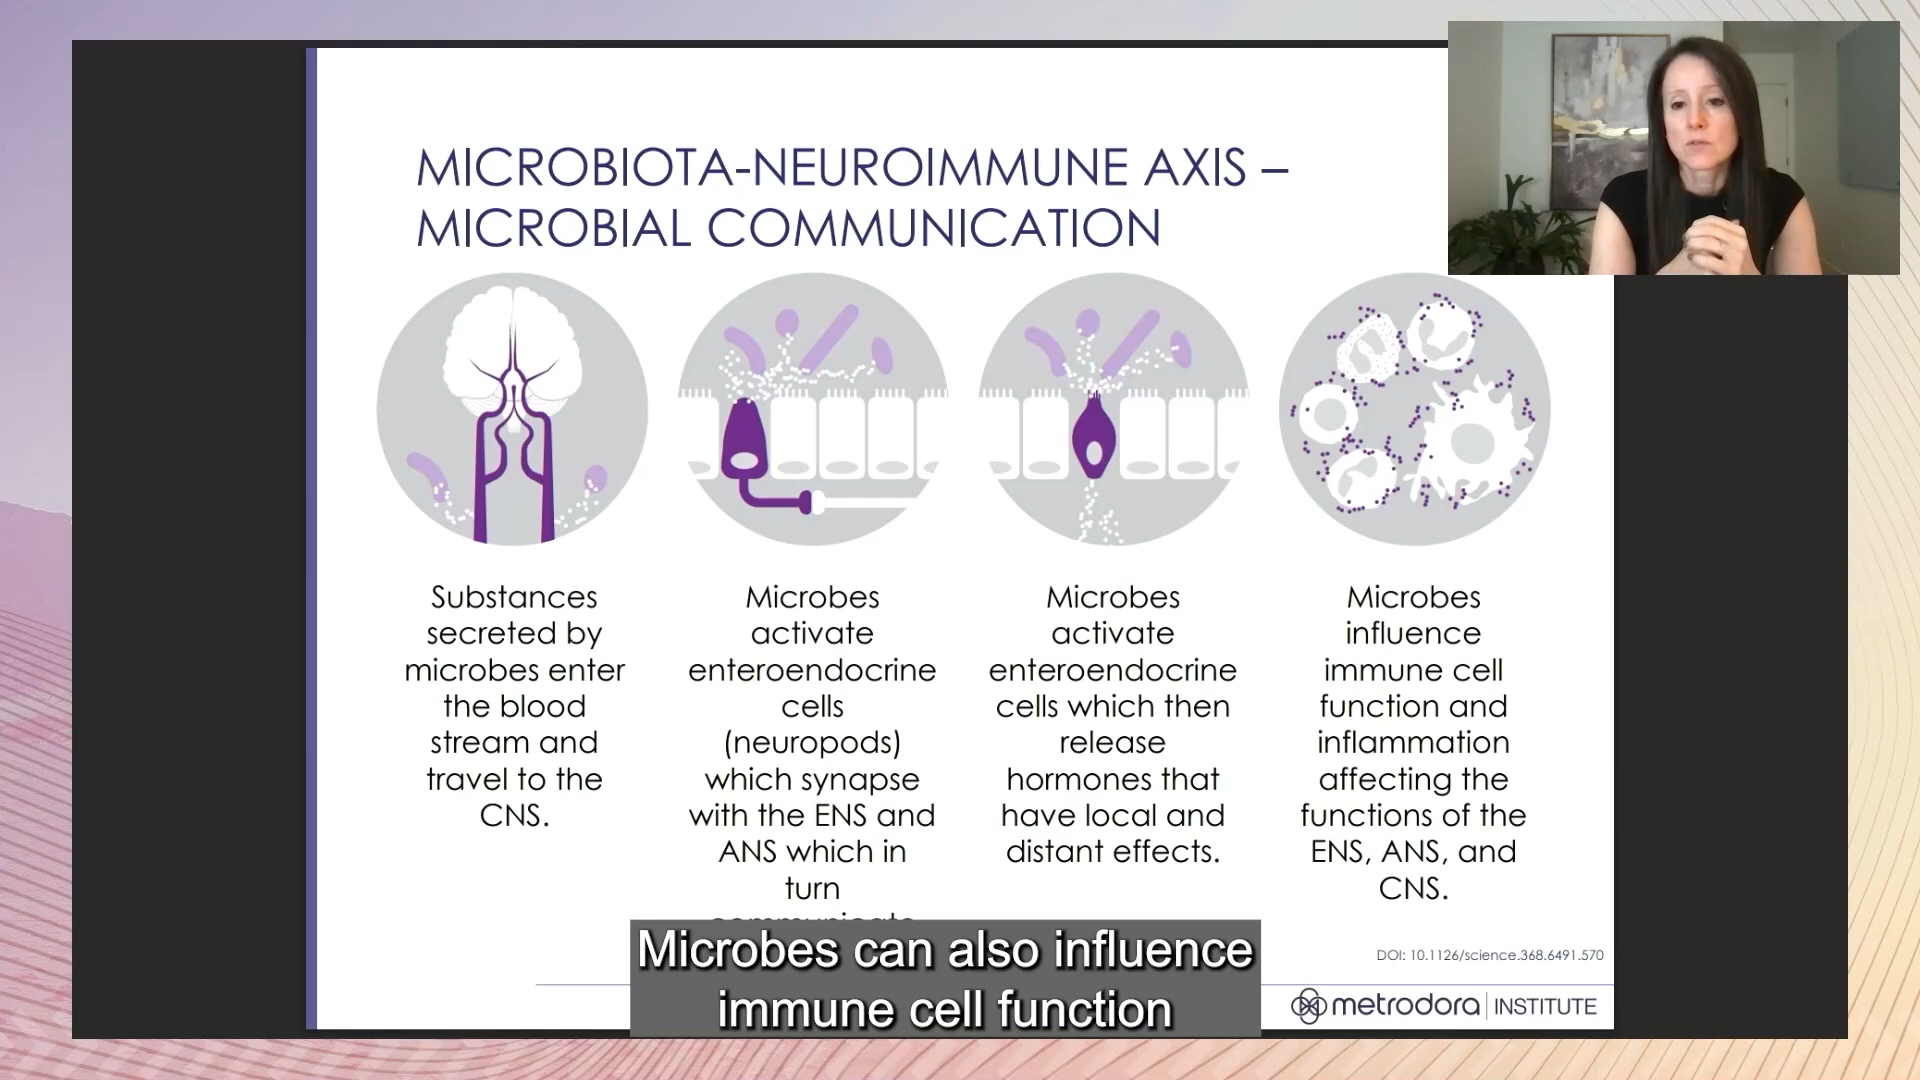 MICROBIOTA-NEUROIMMUNE AXIS –
MICROBIAL COMMUNICATION
Substances
secreted by
microbes enter
the blood
stream and
travel to the
CNS.
Microbes
activate
enteroendocrine
cells
(neuropods)
which synapse
with the ENS and
ANS which in
turn
communicate
Microbes
activate
enteroendocrine
cells which then
release
hormones that
have local and
distant effects.
Microbes
influence
immune cell
function and
inflammation
affecting the
functions of the
ENS, ANS, and
CNS.
DOI: 10.1126/science.368.6491.570
metrodora INSTITUTE
Microbes can also influence
immune cell function